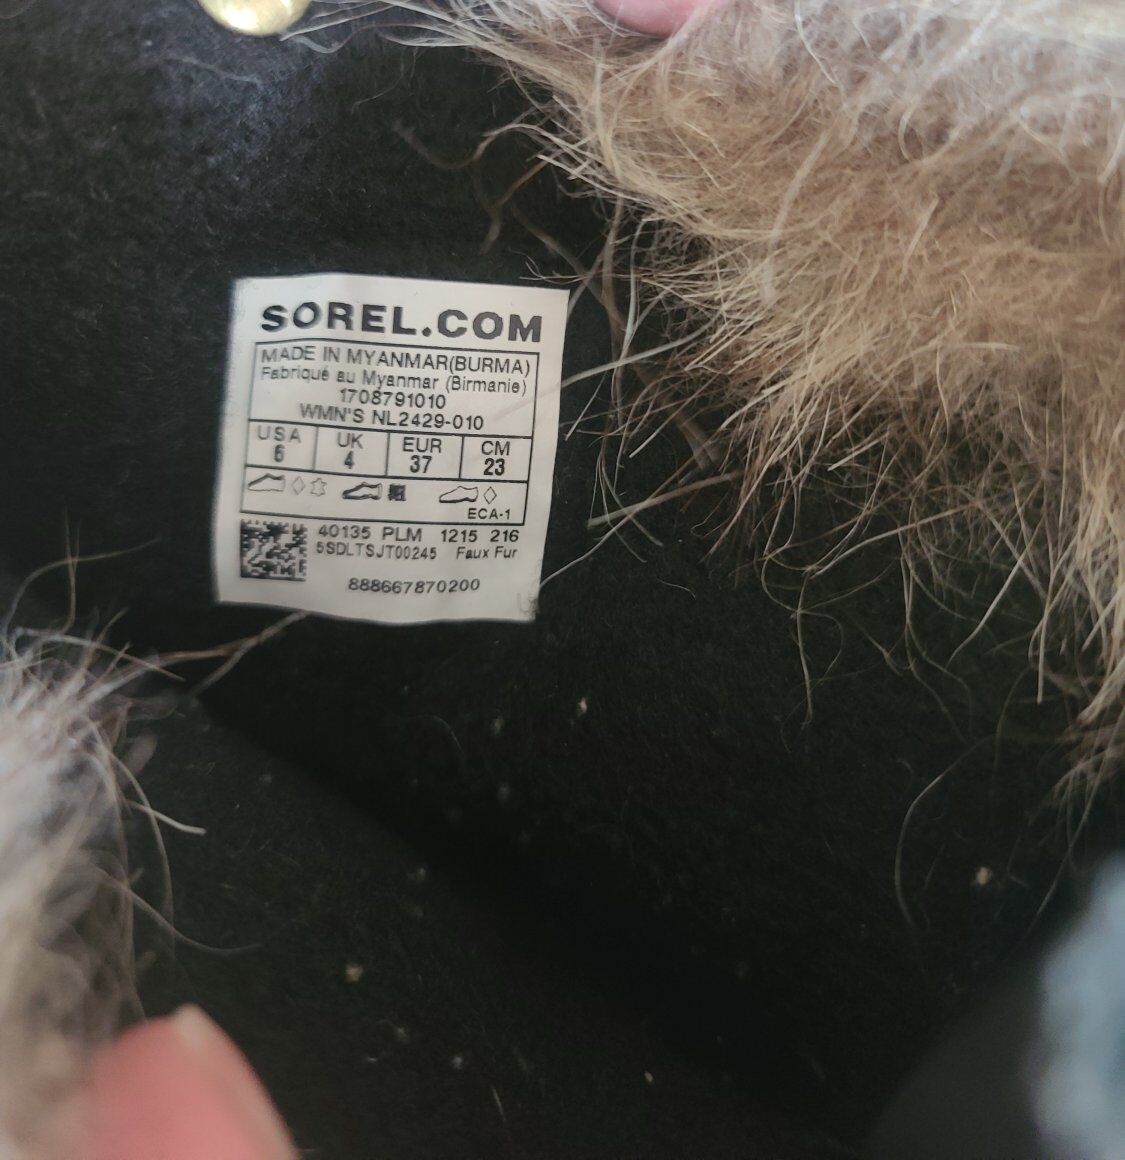 SOREL.COM
MADE IN MYANMAR(BURMA)
Fabriqué au Myanmar (Birmanie)
1708791010
WMN'S NL2429-010
USA UK EUR CM
6 4 37 23
ECA-1
40135 PLM 1215 216
5SDLTSJT00245 Faux Fur
888667870200